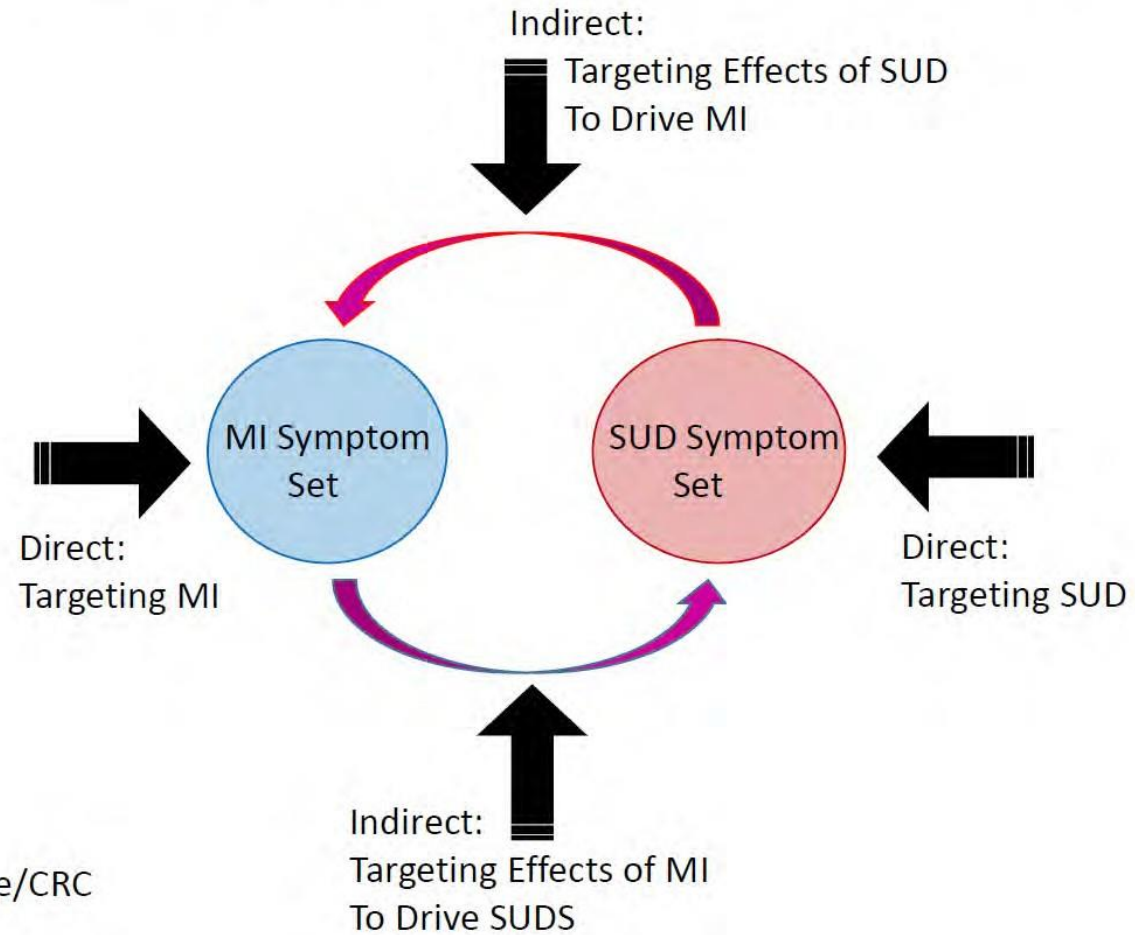 Indirect:
Targeting Effects of SUD
To Drive MI
MI Symptom
Set
SUD Symptom
Set
Direct:
Targeting MI
Direct:
Targeting SUD
Indirect:
Targeting Effects of MI
To Drive SUDS
e/CRC